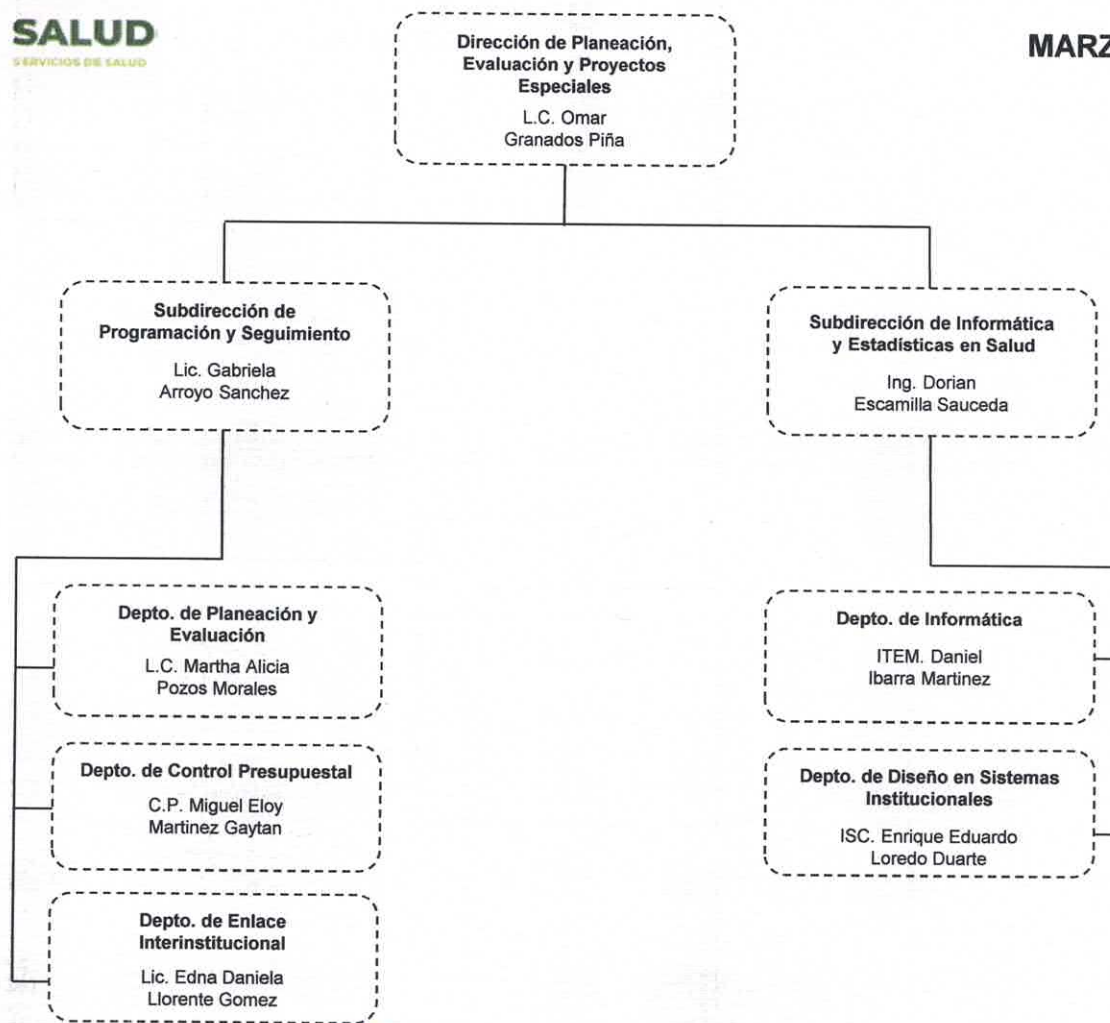 SALUD
SERVICIOS DE SALUD
MARZ
Dirección de Planeación,
Evaluación y Proyectos
Especiales
L.C. Omar
Granados Piña
Subdirección de
Programación y Seguimiento
Lic. Gabriela
Arroyo Sanchez
Subdirección de Informática
y Estadísticas en Salud
Ing. Dorian
Escamilla Sauceda
Depto. de Planeación y
Evaluación
L.C. Martha Alicia
Pozos Morales
Depto. de Informática
ITEM. Daniel
Ibarra Martinez
Depto. de Control Presupuestal
C.P. Miguel Eloy
Martinez Gaytan
Depto. de Diseño en Sistemas
Institucionales
ISC. Enrique Eduardo
Loredo Duarte
Depto. de Enlace
Interinstitucional
Lic. Edna Daniela
Llorente Gomez